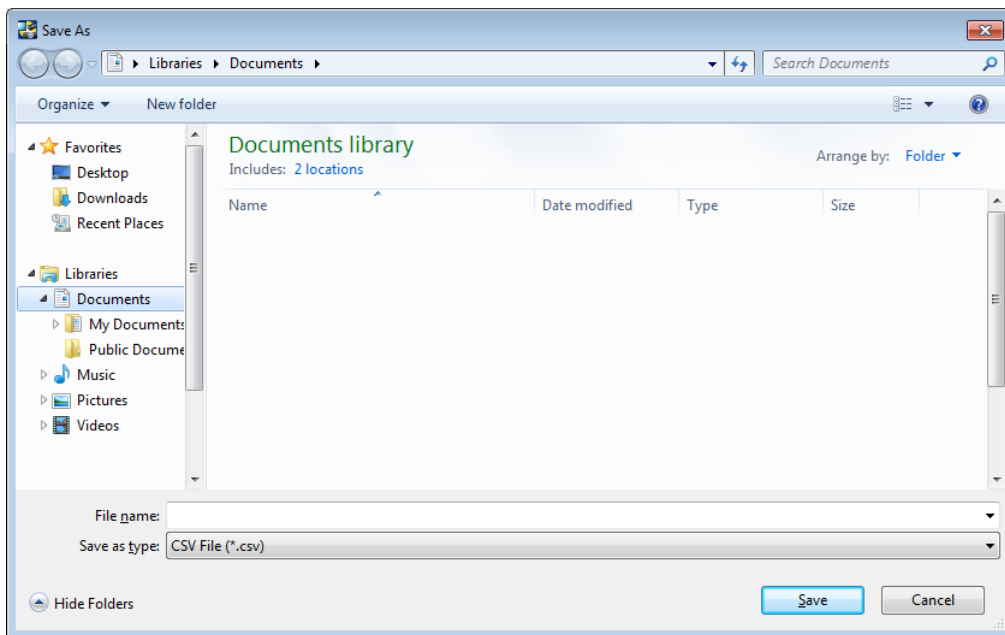 Save As
Libraries Documents
Search Documents
Organize New folder
Favorites
Desktop
Downloads
Recent Places
Libraries
Documents
My Documents
Public Docume
Music
Pictures
Videos
Documents library
Includes: 2 locations
Arrange by: Folder
Name Date modified Type Size
File name:
Save as type: CSV File (*.csv)
Hide Folders
Save Cancel